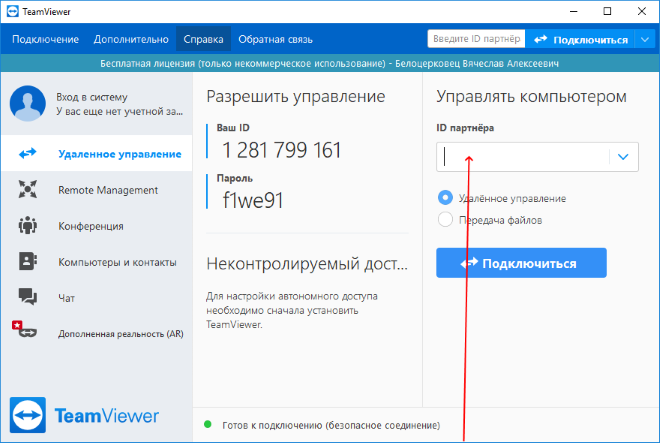 TeamViewer
Подключение Дополнительно Справка Обратная связь
Введите ID партнёр
Подключиться
Бесплатная лицензия (только некоммерческое использование) - Белоцерковец Вячеслав Алексеевич
Вход в систему
У вас еще нет учетной за...
Удаленное управление
Remote Management
Конференция
Компьютеры и контакты
Чат
Дополненная реальность (AR)
TeamViewer
Разрешить управление
Ваш ID
1 281 799 161
Пароль
f1we91
Неконтролируемый дост...
Для настройки автономного доступа
необходимо сначала установить
TeamViewer.
Управлять компьютером
ID партнёра
Удалённое управление
Передача файлов
Подключиться
Готов к подключению (безопасное соединение)